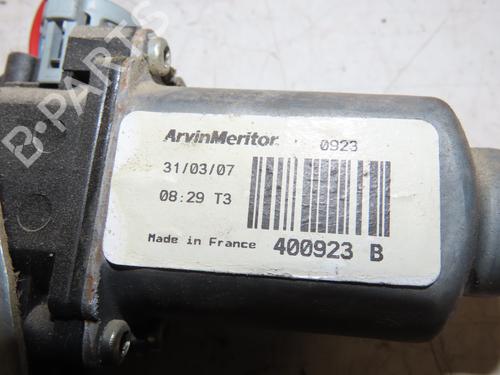 B-PARTS
ArvinMeritor 0923
31/03/07
08:29 T3
Made in France 400923 B